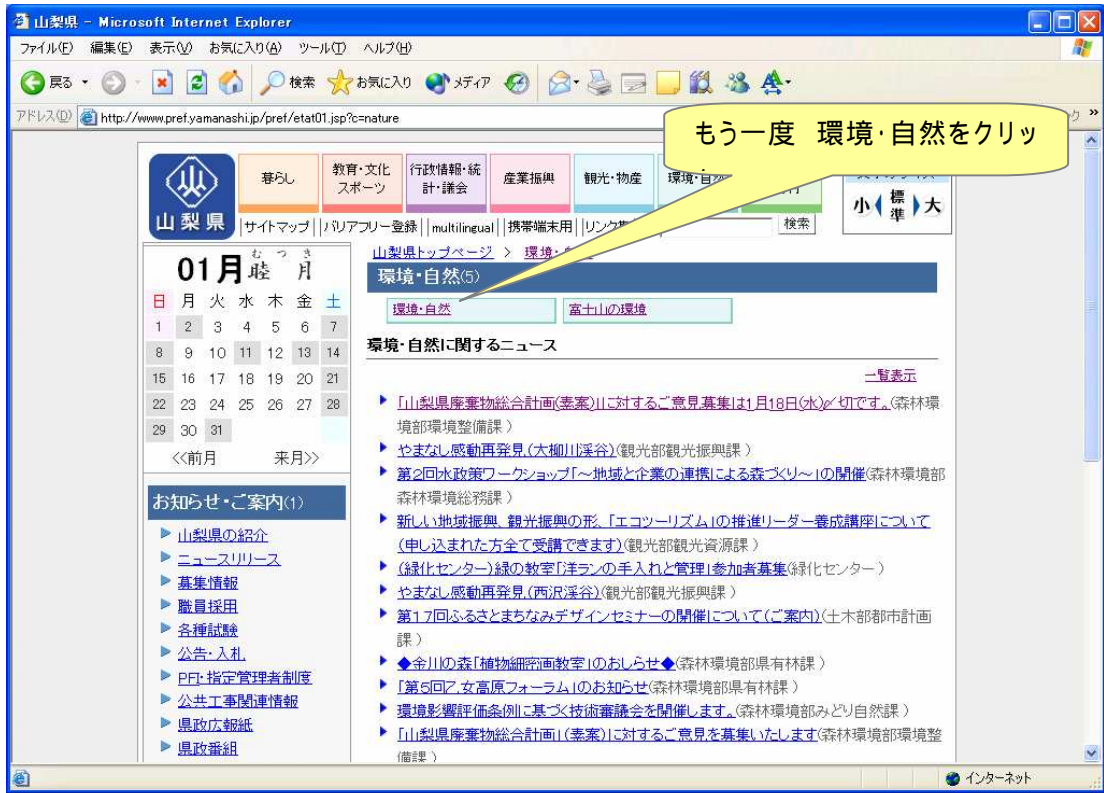 山梨県 - Microsoft Internet Explorer
ファイル(F) 編集(E) 表示(V) お気に入り(A) ツール(T) ヘルプ(H)
戻る 検索 お気に入り メディア
アドレス(D) http://www.pref.yamanashi.jp/pref/etat01.jsp?c=nature
もう一度 環境・自然をクリッ
山梨県
暮らし
教育・文化
スポーツ
行政情報・統
計・議会
産業振興
観光・物産
環境・自然
小 標準 大
サイトマップ||バリアフリー登録||multilingual||携帯端末用||リンク集
検索
01月 睦月
むつき
日 月 火 水 木 金 土
1 2 3 4 5 6 7
8 9 10 11 12 13 14
15 16 17 18 19 20 21
22 23 24 25 26 27 28
29 30 31
<<前月 来月>>
お知らせ・ご案内(1)
山梨県の紹介
ニュースリリース
募集情報
職員採用
各種試験
公告・入札
PFI・指定管理者制度
公共工事関連情報
県政広報紙
県政番組
山梨県トップページ > 環境・
環境・自然(5)
環境・自然
富士山の環境
環境・自然に関するニュース
一覧表示
「山梨県廃棄物総合計画(素案)」に対するご意見募集は1月18日(水)〆切です。(森林環
境部環境整備課)
やまなし感動再発見(大柳川渓谷)(観光部観光振興課)
第2回水政策ワークショップ「~地域と企業の連携による森づくり~」の開催(森林環境部
森林環境総務課)
新しい地域振興、観光振興の形、「エコツーリズム」の推進リーダー養成講座について
(申し込まれた方全て受講できます)(観光部観光資源課)
(緑化センター)緑の教室「洋ランの手入れと管理」参加者募集(緑化センター)
やまなし感動再発見(西沢渓谷)(観光部観光振興課)
第17回ふるさとまちなみデザインセミナーの開催について(ご案内)(土木部都市計画
課)
◆金川の森「植物細密画教室」のおしらせ◆(森林環境部県有林課)
「第5回乙女高原フォーラム」のお知らせ(森林環境部県有林課)
環境影響評価条例に基づく技術審議会を開催します。(森林環境部みどり自然課)
「山梨県廃棄物総合計画」(素案)に対するご意見を募集いたします(森林環境部環境整
備課)
インターネット